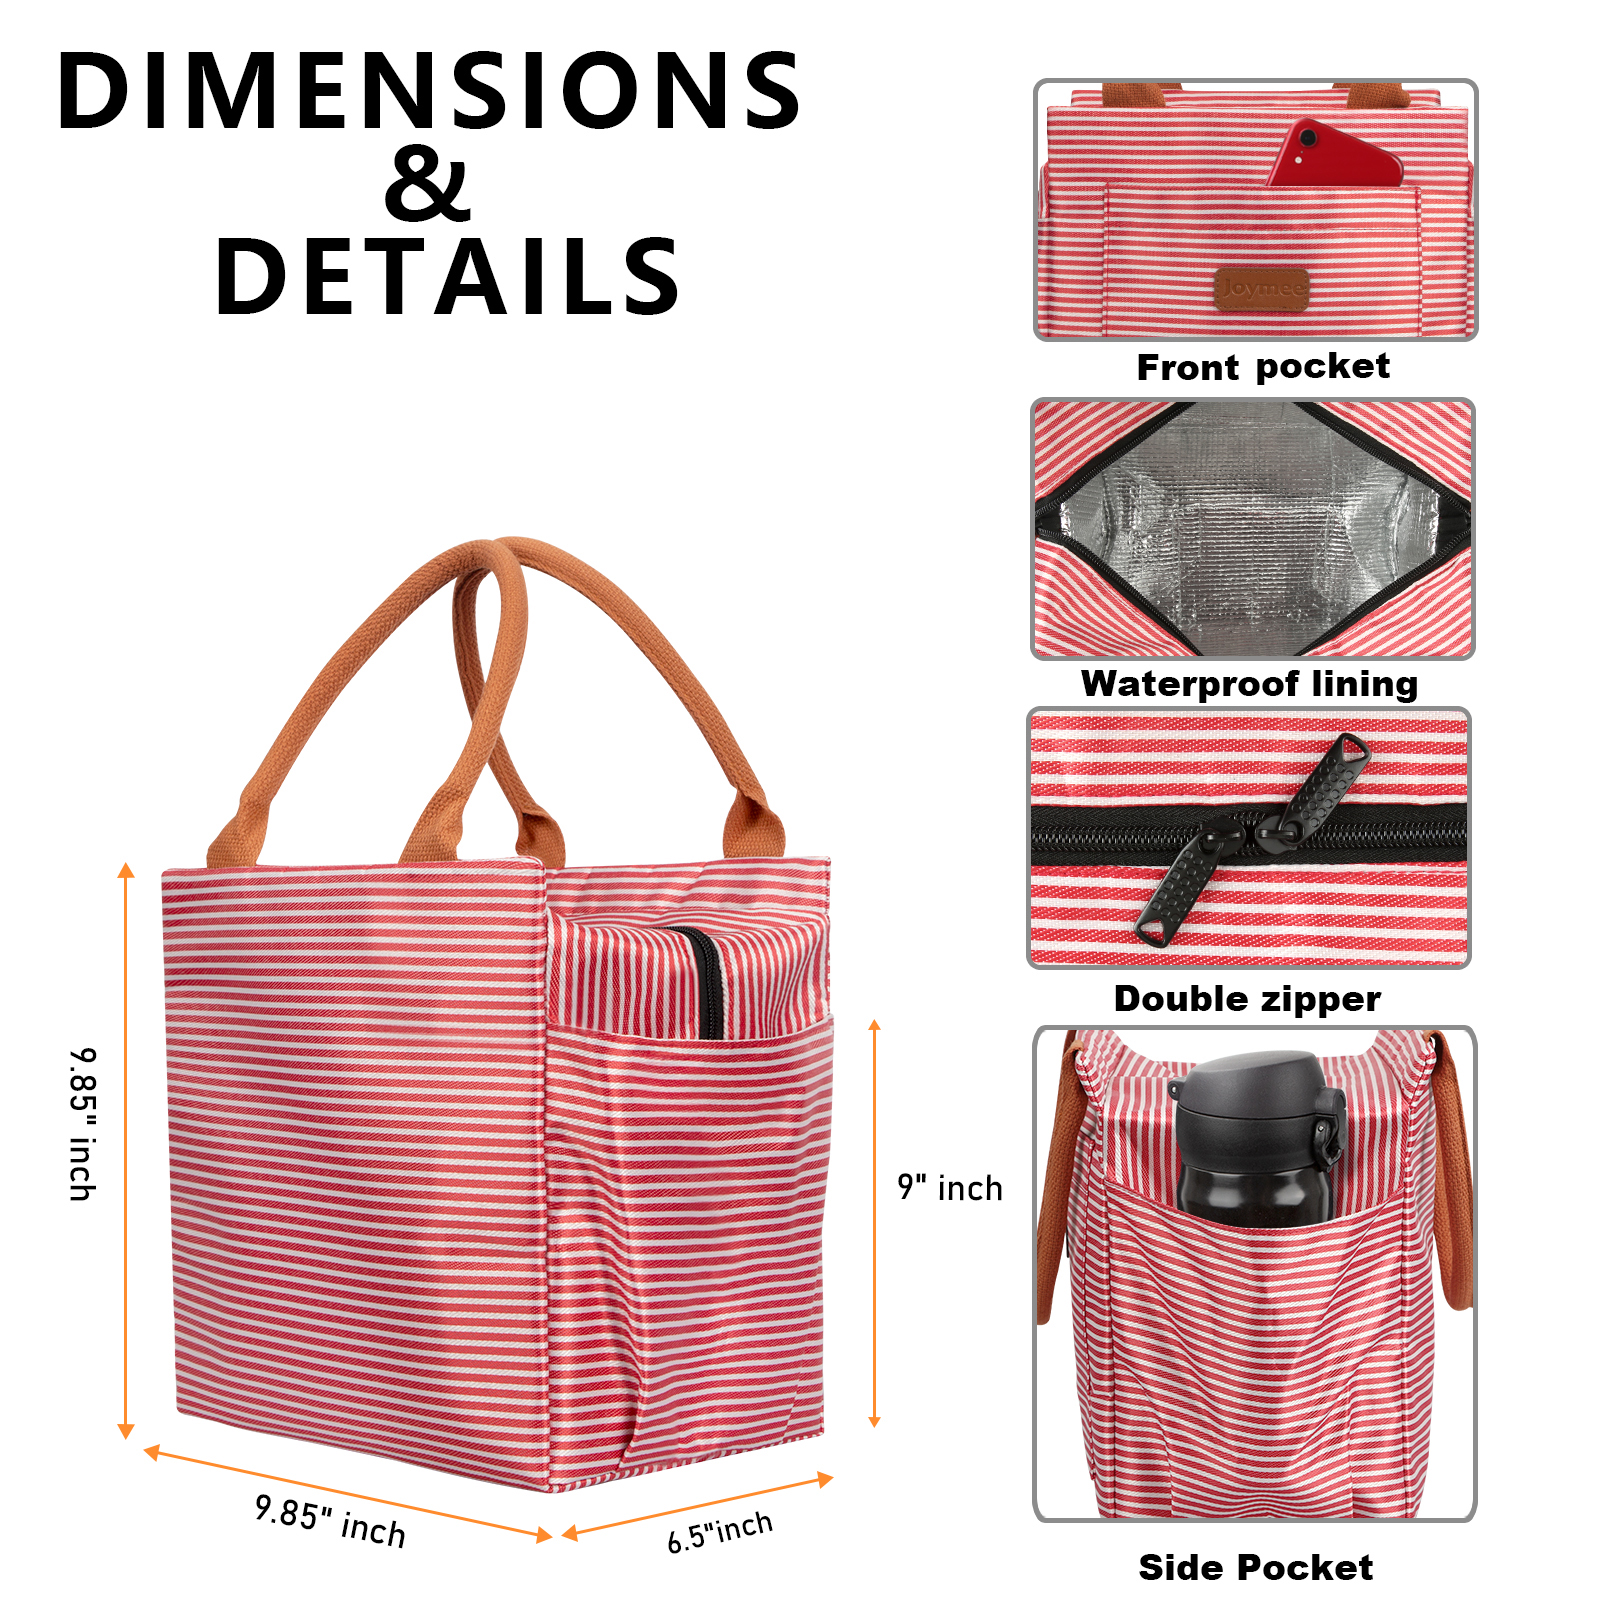 DIMENSIONS
&
DETAILS
9.85" inch
9.85" inch
6.5"inch
9" inch
Joymee
Front pocket
Waterproof lining
Double zipper
Side Pocket